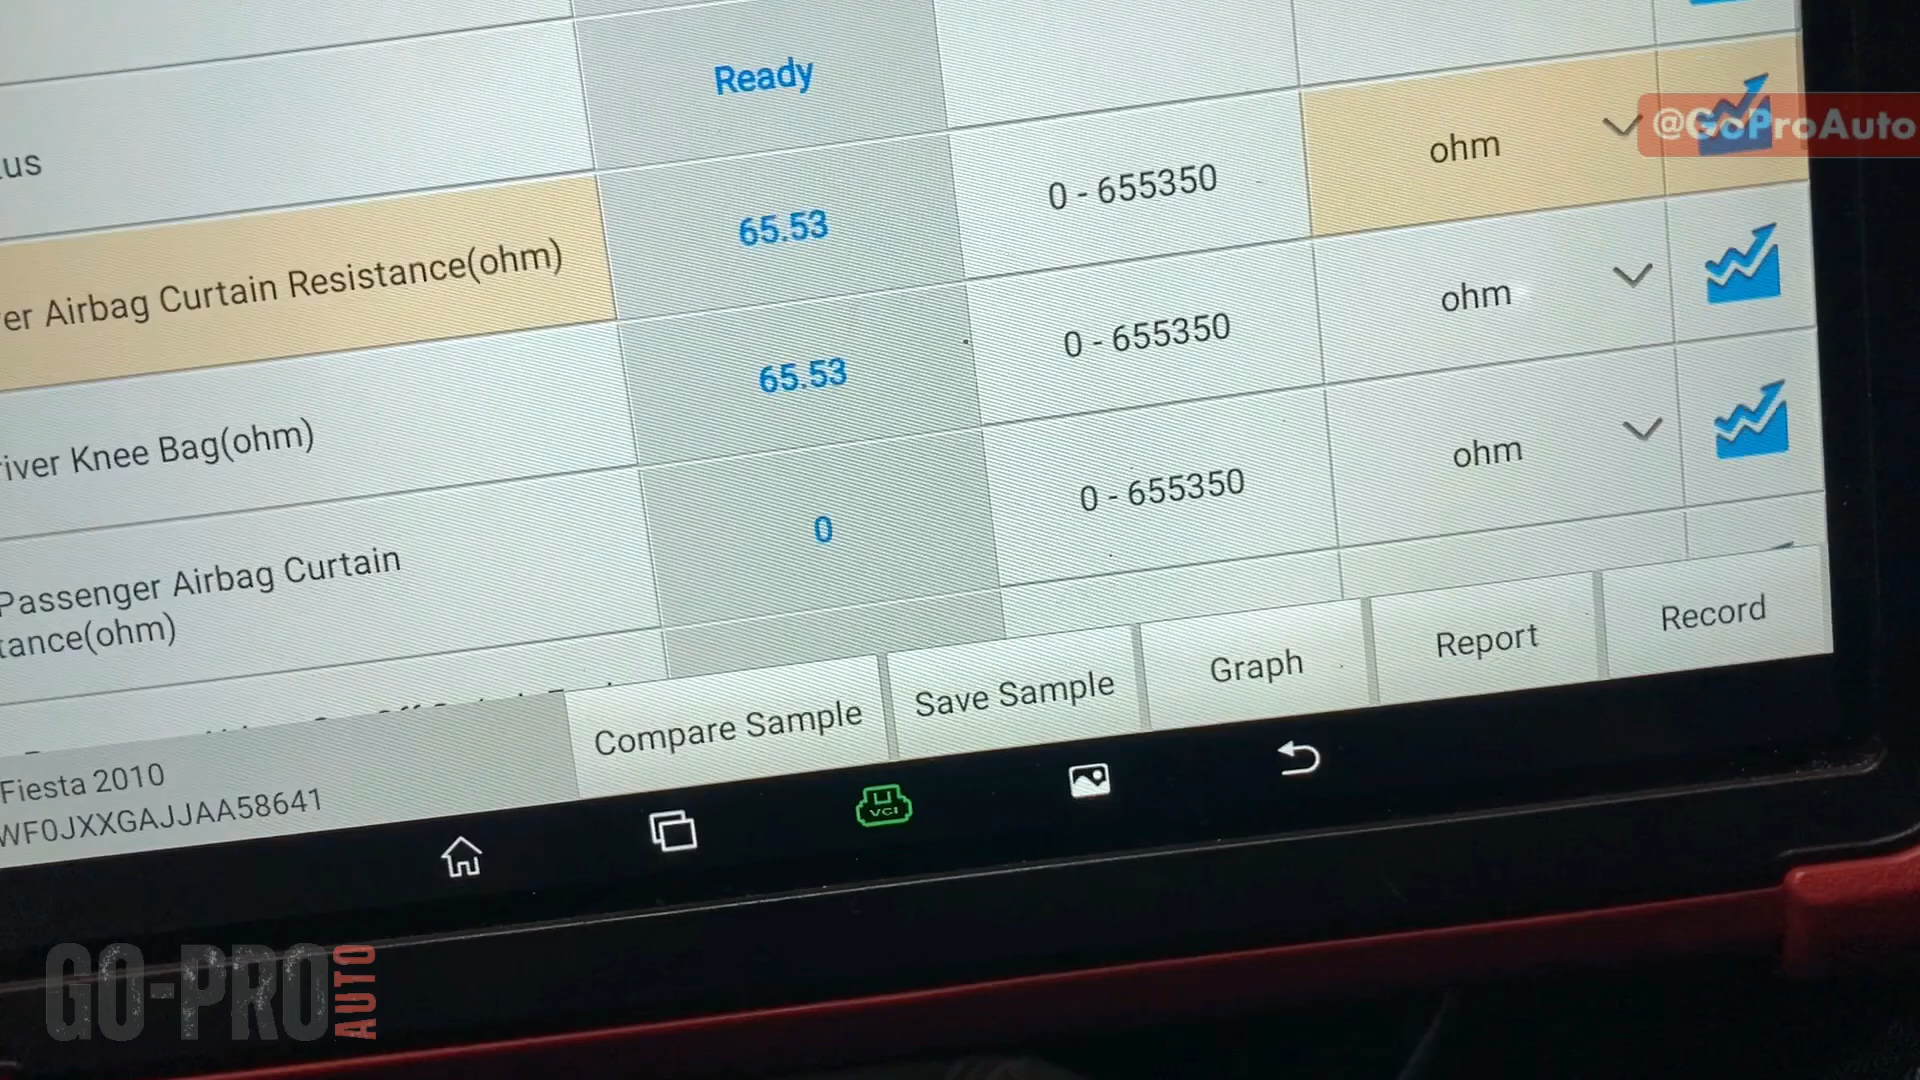 Ready
us
er Airbag Curtain Resistance(ohm) 65.53 0 - 655350 ohm
@GoProAuto
iver Knee Bag(ohm) 65.53 0 - 655350 ohm
Passenger Airbag Curtain
tance(ohm) 0 0 - 655350 ohm
Compare Sample Save Sample Graph Report Record
Fiesta 2010
WF0JXXGAJJAA58641
VCI
GO-PRO AUTO